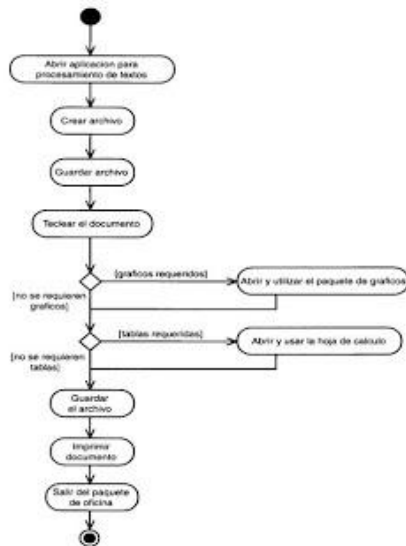 Abrir aplicacion para
procesamiento de textos
Crear archivo
Guardar archivo
Teclear el documento
[graficos requeridos]
Abrir y utilizar el paquete de graficos
[no se requieren
graficos]
[tablas requeridas]
Abrir y usar la hoja de calculo
[no se requieren
tablas]
Guardar
el archivo
Imprimir
documento
Salir del paquete
de oficina